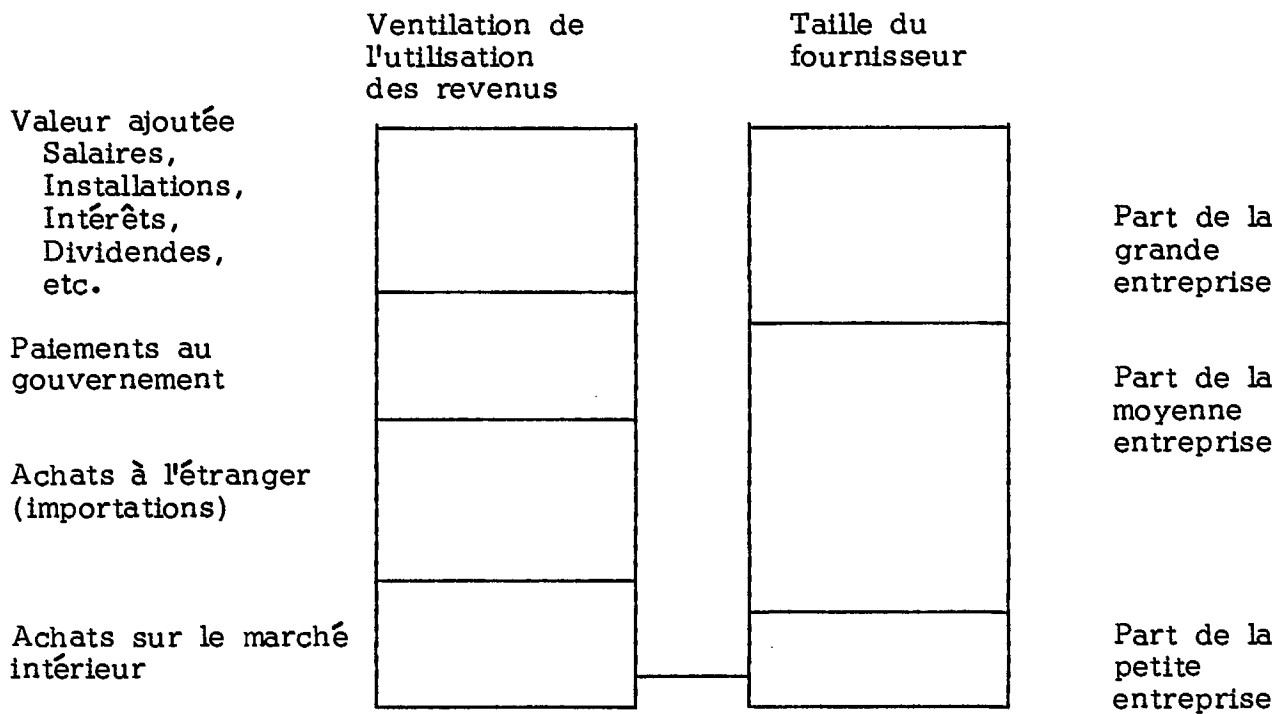 Ventilation de
l'utilisation
des revenus
Taille du
fournisseur
Valeur ajoutée
Salaires,
Installations,
Intérêts,
Dividendes,
etc.
Paiements au
gouvernement
Achats à l'étranger
(importations)
Achats sur le marché
intérieur
Part de la
grande
entreprise
Part de la
moyenne
entreprise
Part de la
petite
entreprise